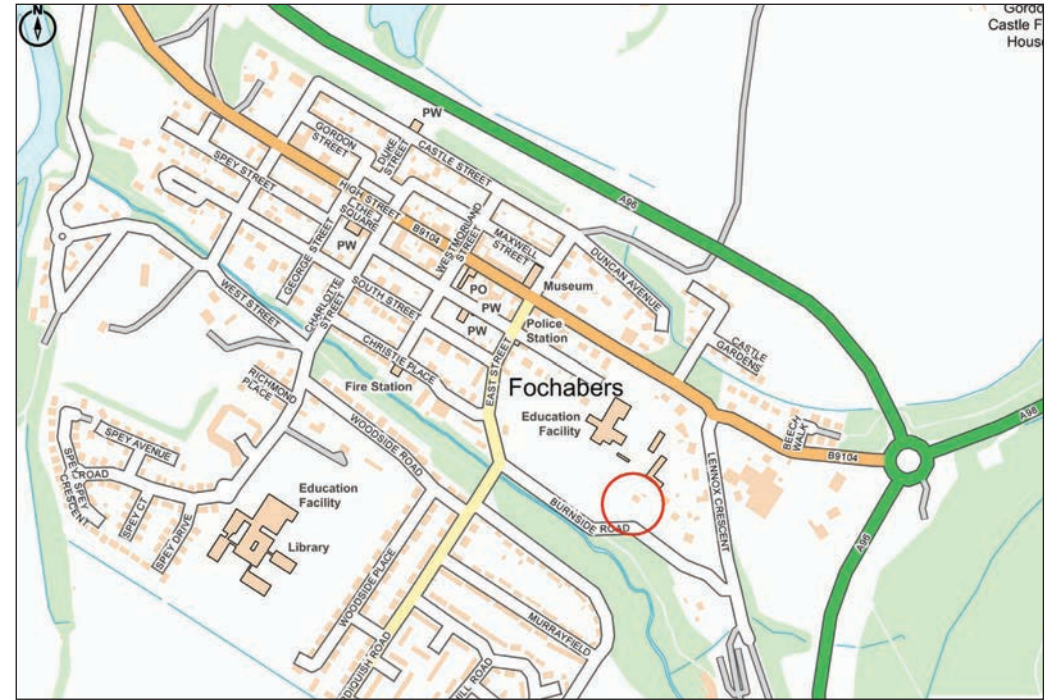 N
Gordo
Castle F
House
PW
GORDON
STREET
DUKE
STREET
CASTLE STREET
SPEY STREET
HIGH STREET
A96
THE
SQUARE
B9104
WESTMORLAND
STREET
MAXWELL
STREET
PW
GEORGE STREET
DUNCAN AVENUE
WEST STREET
CHARLOTTE
STREET
SOUTH STREET
PO
Museum
PW
PW
Police
Station
CASTLE
GARDENS
CHRISTIE PLACE
Fire Station
EAST STREET
Fochabers
RICHMOND
PLACE
Education
Facility
BEECH
WALK
A98
B9104
SPEY AVENUE
WOODSIDE ROAD
LENNOX CRESCENT
SPEY
CRESCENT
SPEY ROAD
SPEY CT
SPEY DRIVE
Education
Facility
Library
BURNSIDE ROAD
A96
WOODSIDE PLACE
MURRAYFIELD
DIQUISH ROAD
HILL ROAD